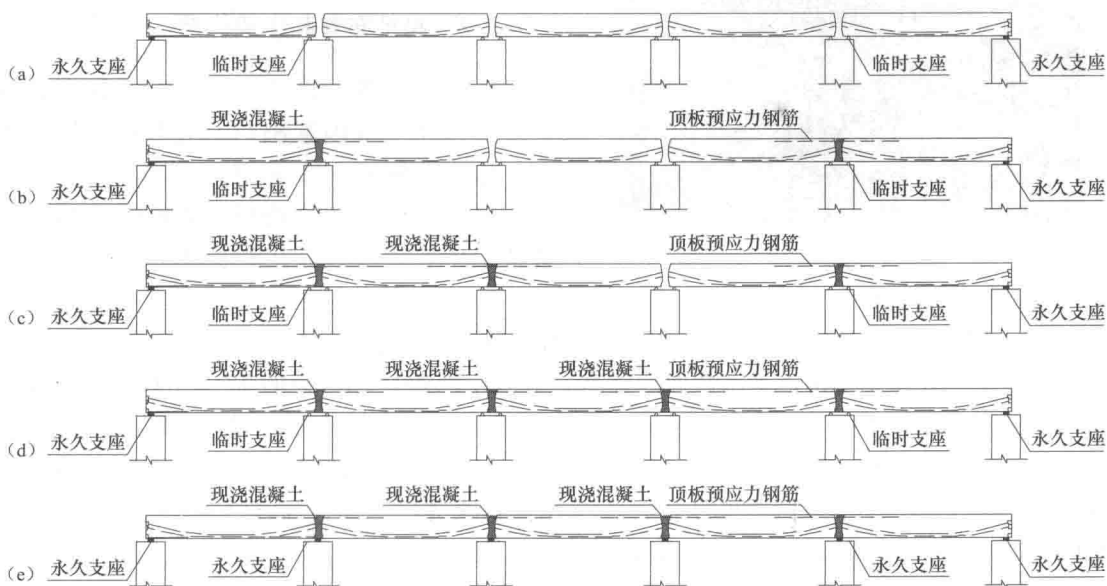 (a) 永久支座 临时支座 临时支座 永久支座
现浇混凝土 顶板预应力钢筋
(b) 永久支座 临时支座 临时支座 永久支座
现浇混凝土 现浇混凝土 顶板预应力钢筋
(c) 永久支座 临时支座 临时支座 永久支座
现浇混凝土 现浇混凝土 现浇混凝土 顶板预应力钢筋
(d) 永久支座 临时支座 临时支座 永久支座
现浇混凝土 现浇混凝土 现浇混凝土 顶板预应力钢筋
(e) 永久支座 永久支座 永久支座 永久支座